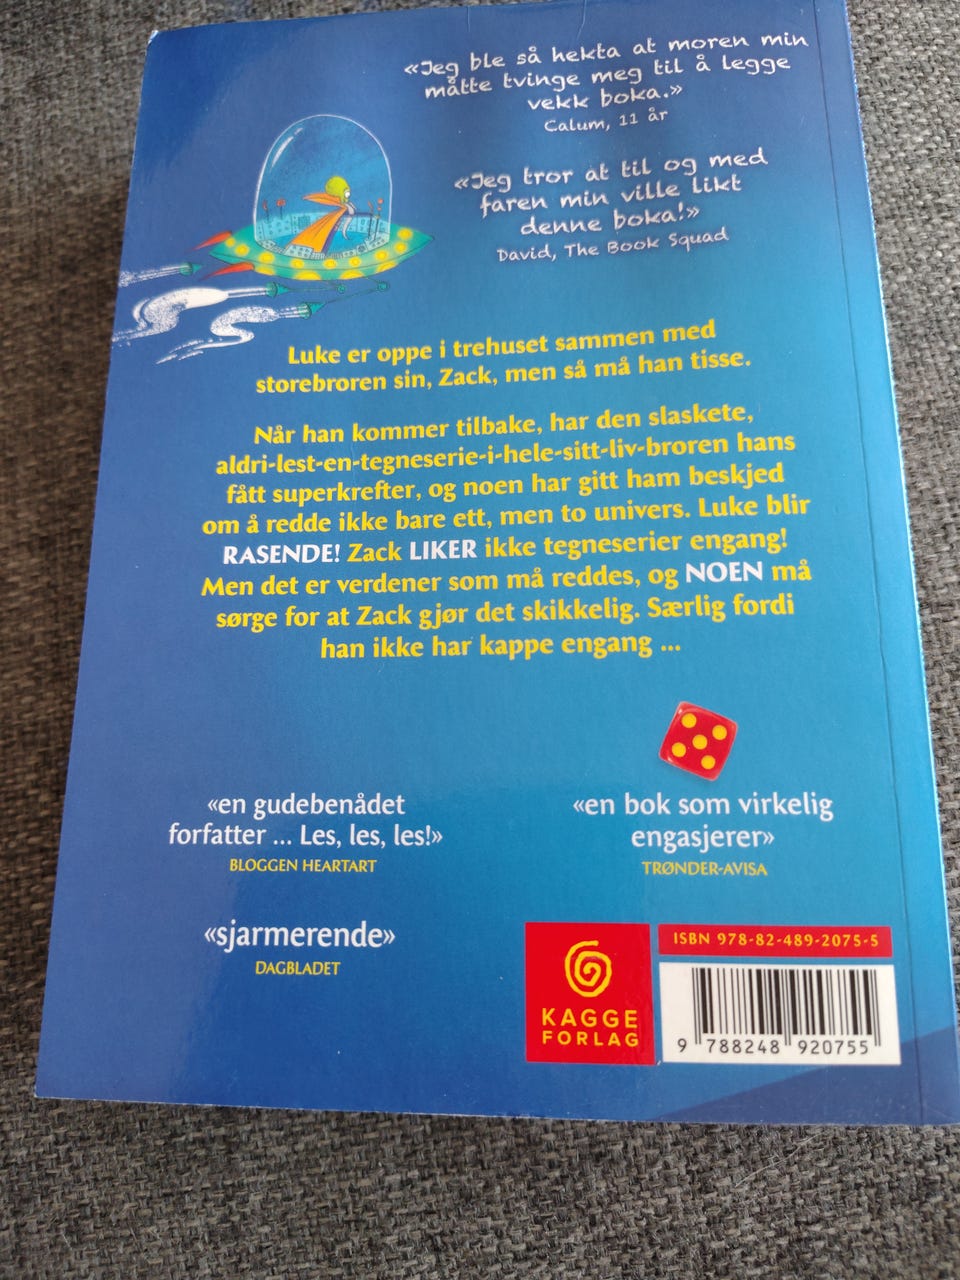 «Jeg ble så hekta at moren min
måtte tvinge meg til å legge
vekk boka.»
Calum, 11 år
«Jeg tror at til og med
faren min ville likt
denne boka!»
David, The Book Squad
Luke er oppe i trehuset sammen med
storebroren sin, Zack, men så må han tisse.
Når han kommer tilbake, har den slaskete,
aldri-lest-en-tegneserie-i-hele-sitt-liv-broren hans
fått superkrefter, og noen har gitt ham beskjed
om å redde ikke bare ett, men to univers. Luke blir
RASENDE! Zack LIKER ikke tegneserier engang!
Men det er verdener som må reddes, og NOEN må
sørge for at Zack gjør det skikkelig. Særlig fordi
han ikke har kappe engang ...
«en gudebenådet
forfatter ... Les, les, les!»
BLOGGEN HEARTART
«en bok som virkelig
engasjerer»
TRØNDER-AVISA
«sjarmerende»
DAGBLADET
KAGGE
FORLAG
ISBN 978-82-489-2075-5
9 788248 920755